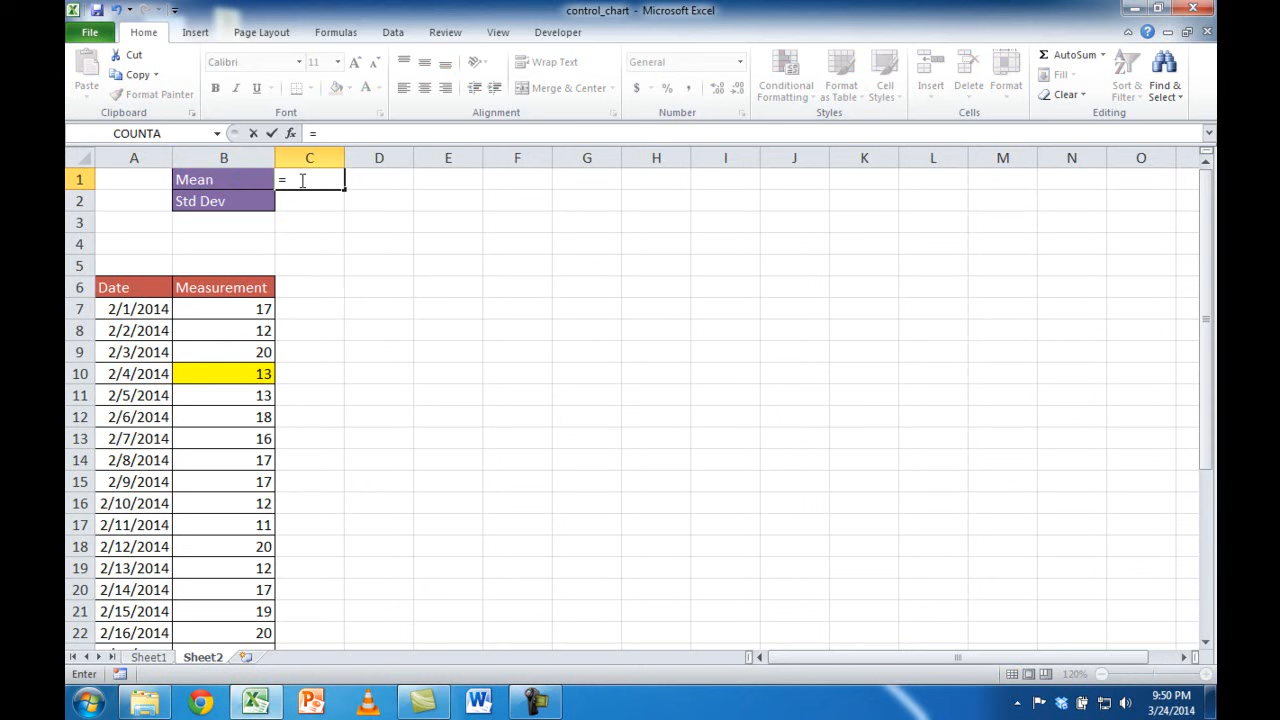 control_chart - Microsoft Excel
File Home Insert Page Layout Formulas Data Review View Developer
Cut
Copy
Format Painter
Paste
Clipboard
Calibri 11
B I U
Font
Wrap Text
Merge & Center
Alignment
General
$ % ,
Number
Conditional Formatting
Format as Table
Cell Styles
Styles
Insert Delete Format
Cells
AutoSum
Fill
Clear
Sort & Filter
Find & Select
Editing
COUNTA fx =
A B C D E F G H I J K L M N O
1 Mean =
2 Std Dev
3
4
5
6 Date Measurement
7 2/1/2014 17
8 2/2/2014 12
9 2/3/2014 20
10 2/4/2014 13
11 2/5/2014 13
12 2/6/2014 18
13 2/7/2014 16
14 2/8/2014 17
15 2/9/2014 17
16 2/10/2014 12
17 2/11/2014 11
18 2/12/2014 20
19 2/13/2014 12
20 2/14/2014 17
21 2/15/2014 19
22 2/16/2014 20
Sheet1 Sheet2
Enter 120%
9:50 PM
3/24/2014